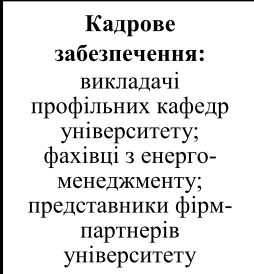 Кадрове
забезпечення:
викладачі
профільних кафедр
університету;
фахівці з енерго-
менеджменту;
представники фірм-
партнерів
університету